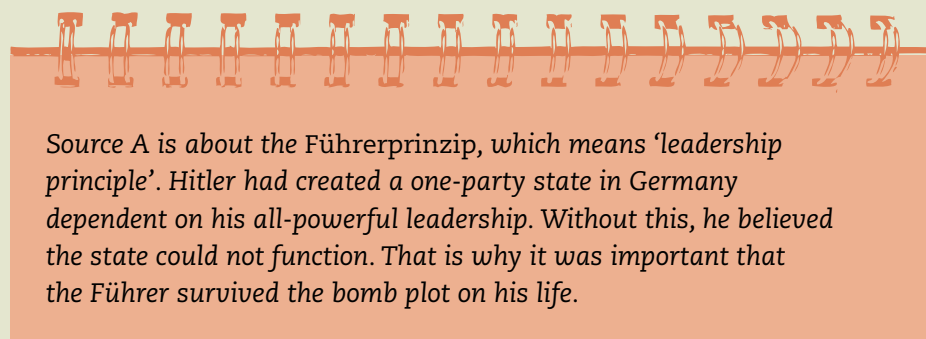 Source A is about the Führerprinzip, which means ‘leadership
principle’. Hitler had created a one-party state in Germany
dependent on his all-powerful leadership. Without this, he believed
the state could not function. That is why it was important that
the Führer survived the bomb plot on his life.